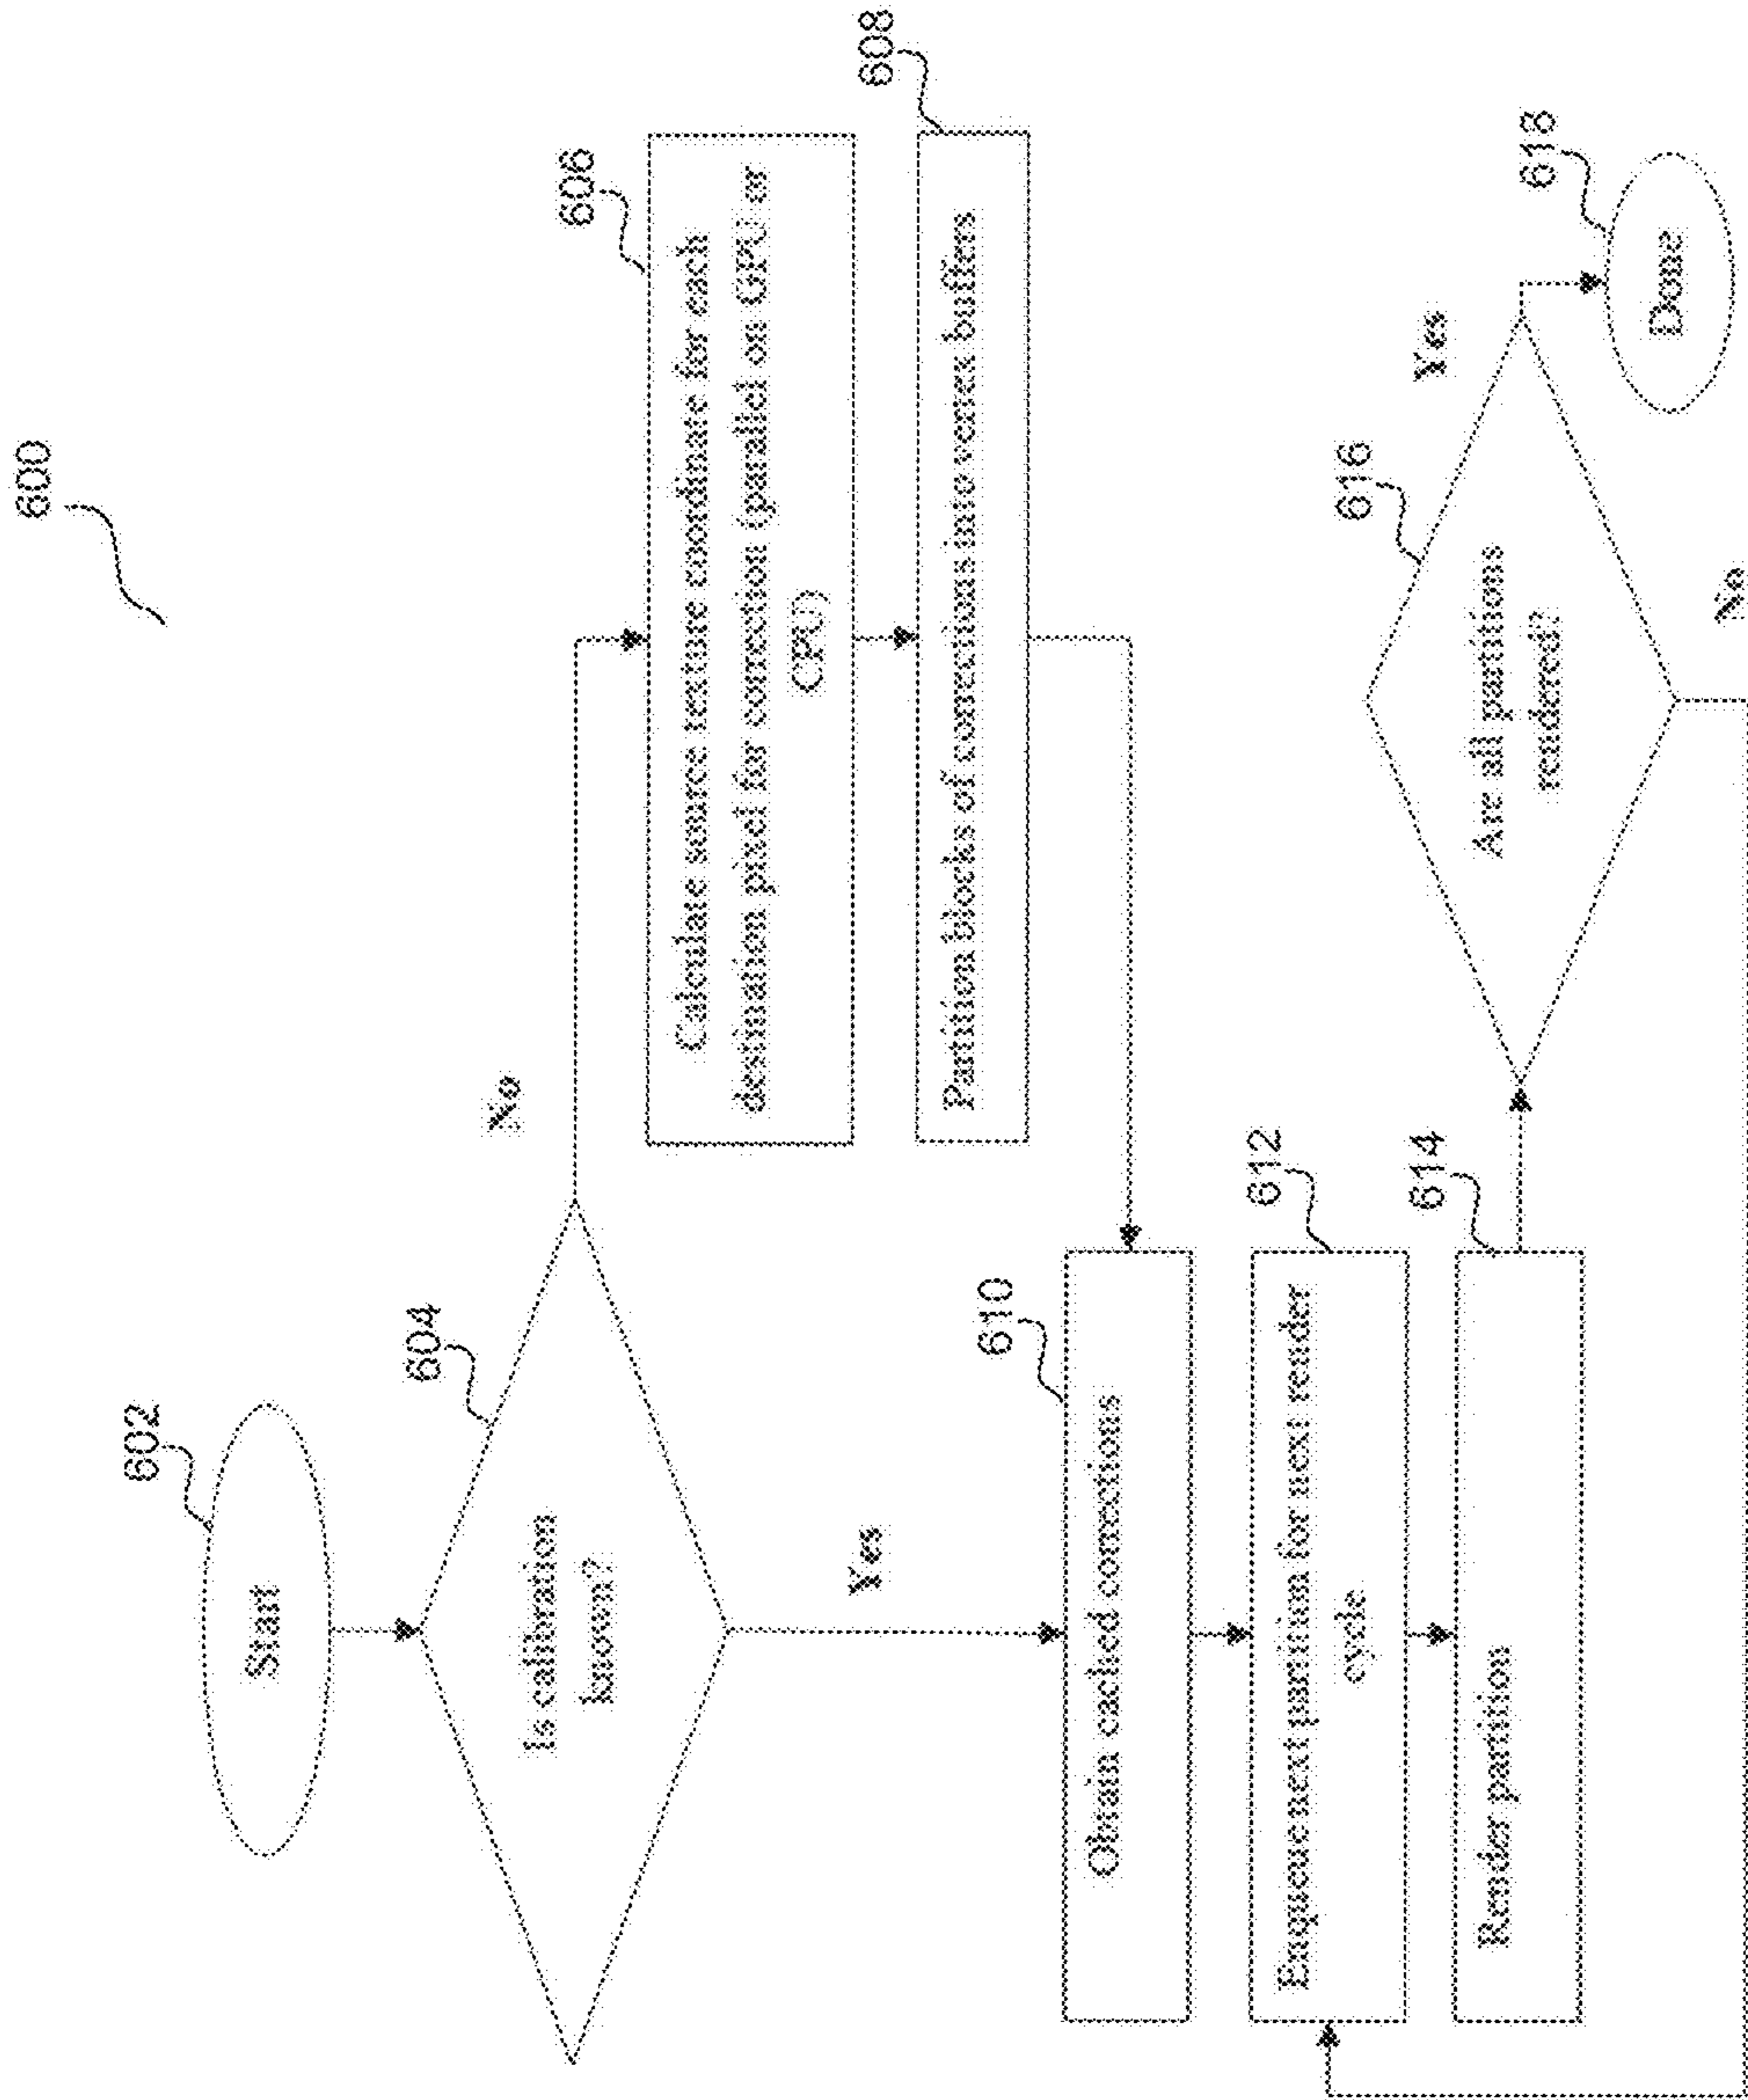 600
602
Start
604
Is calibration
known?
No
Yes
606
Calculate source texture coordinate for each
destination pixel for correction (parallel on GPU or
CPU)
608
Partition blocks of corrections into vertex buffers
610
Obtain cached corrections
612
Enqueue next partition for next render
cycle
614
Render partition
616
Are all partitions
rendered?
Yes
No
618
Done